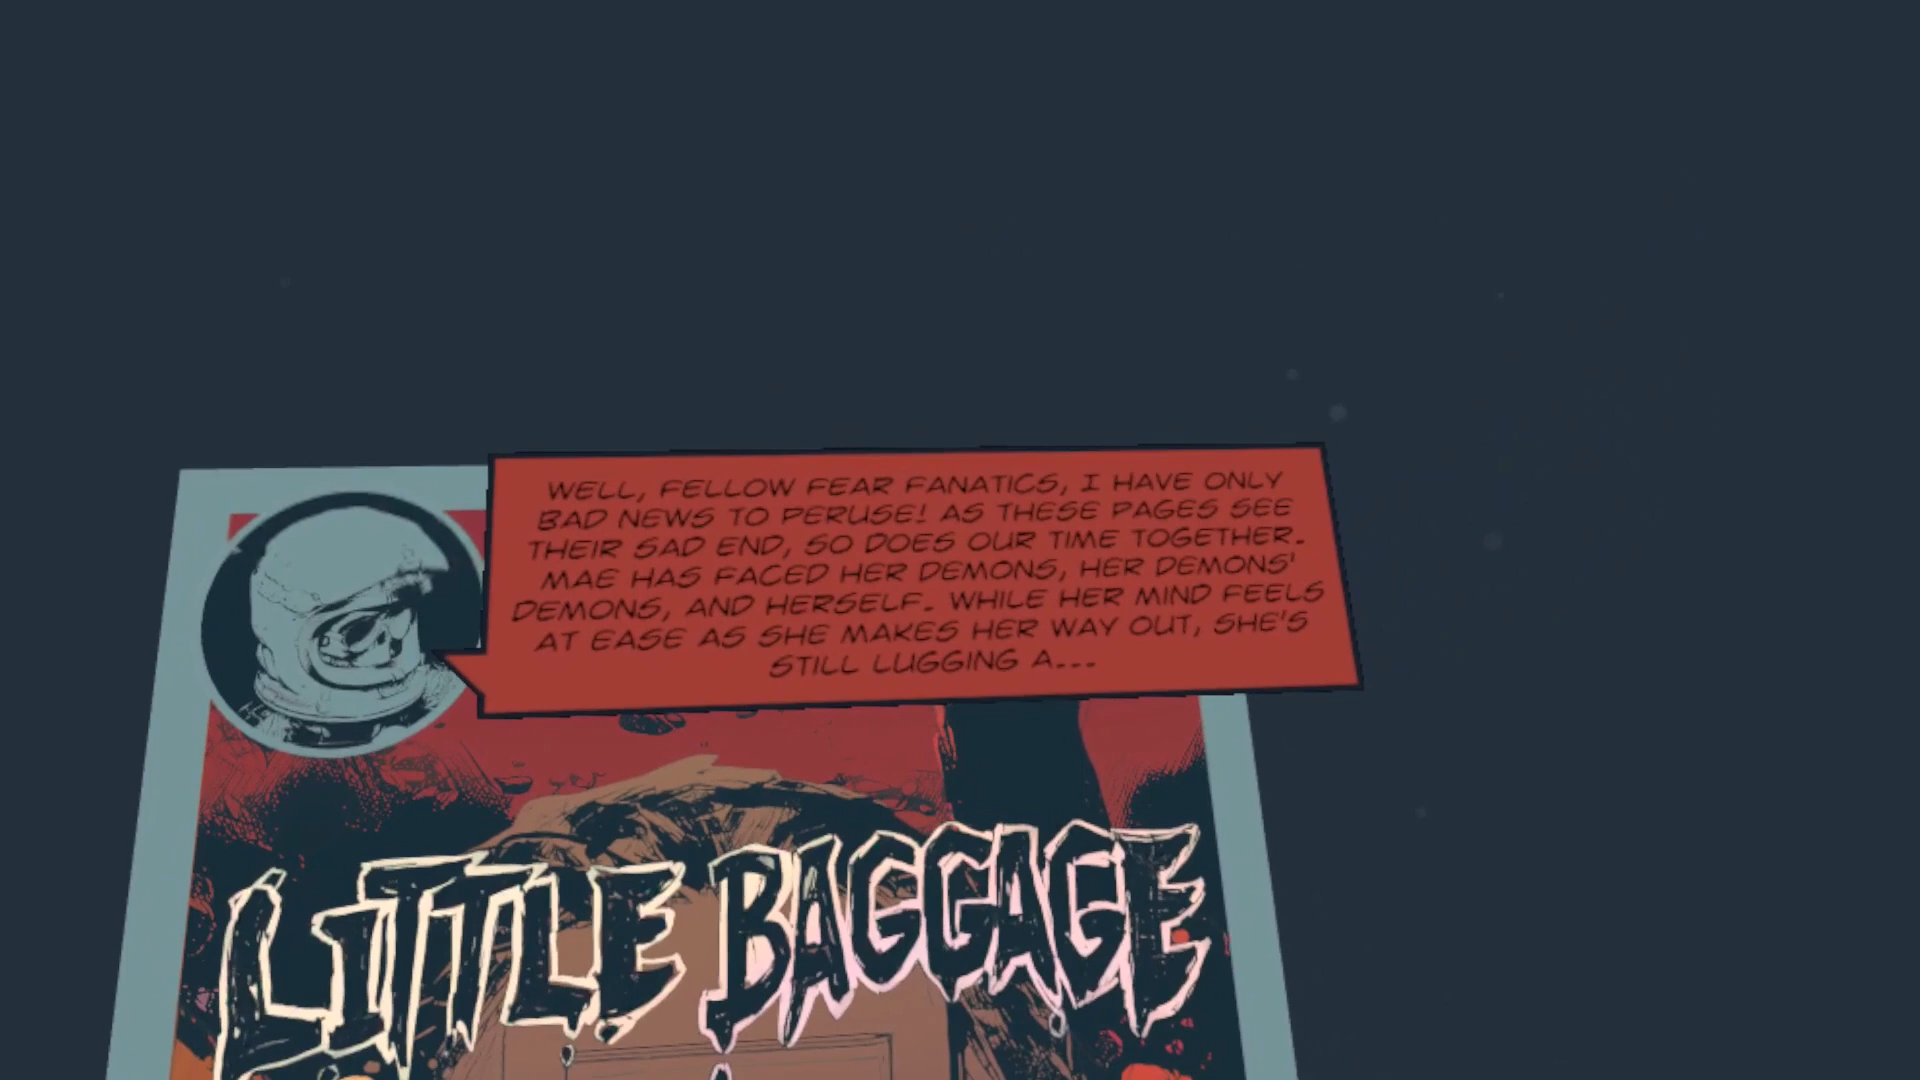 WELL, FELLOW FEAR FANATICS, I HAVE ONLY
BAD NEWS TO PERUSE! AS THESE PAGES SEE
THEIR SAD END, SO DOES OUR TIME TOGETHER.
MAE HAS FACED HER DEMONS, HER DEMONS'
DEMONS, AND HERSELF. WHILE HER MIND FEELS
AT EASE AS SHE MAKES HER WAY OUT, SHE'S
STILL LUGGING A...
LITTLE BAGGAGE